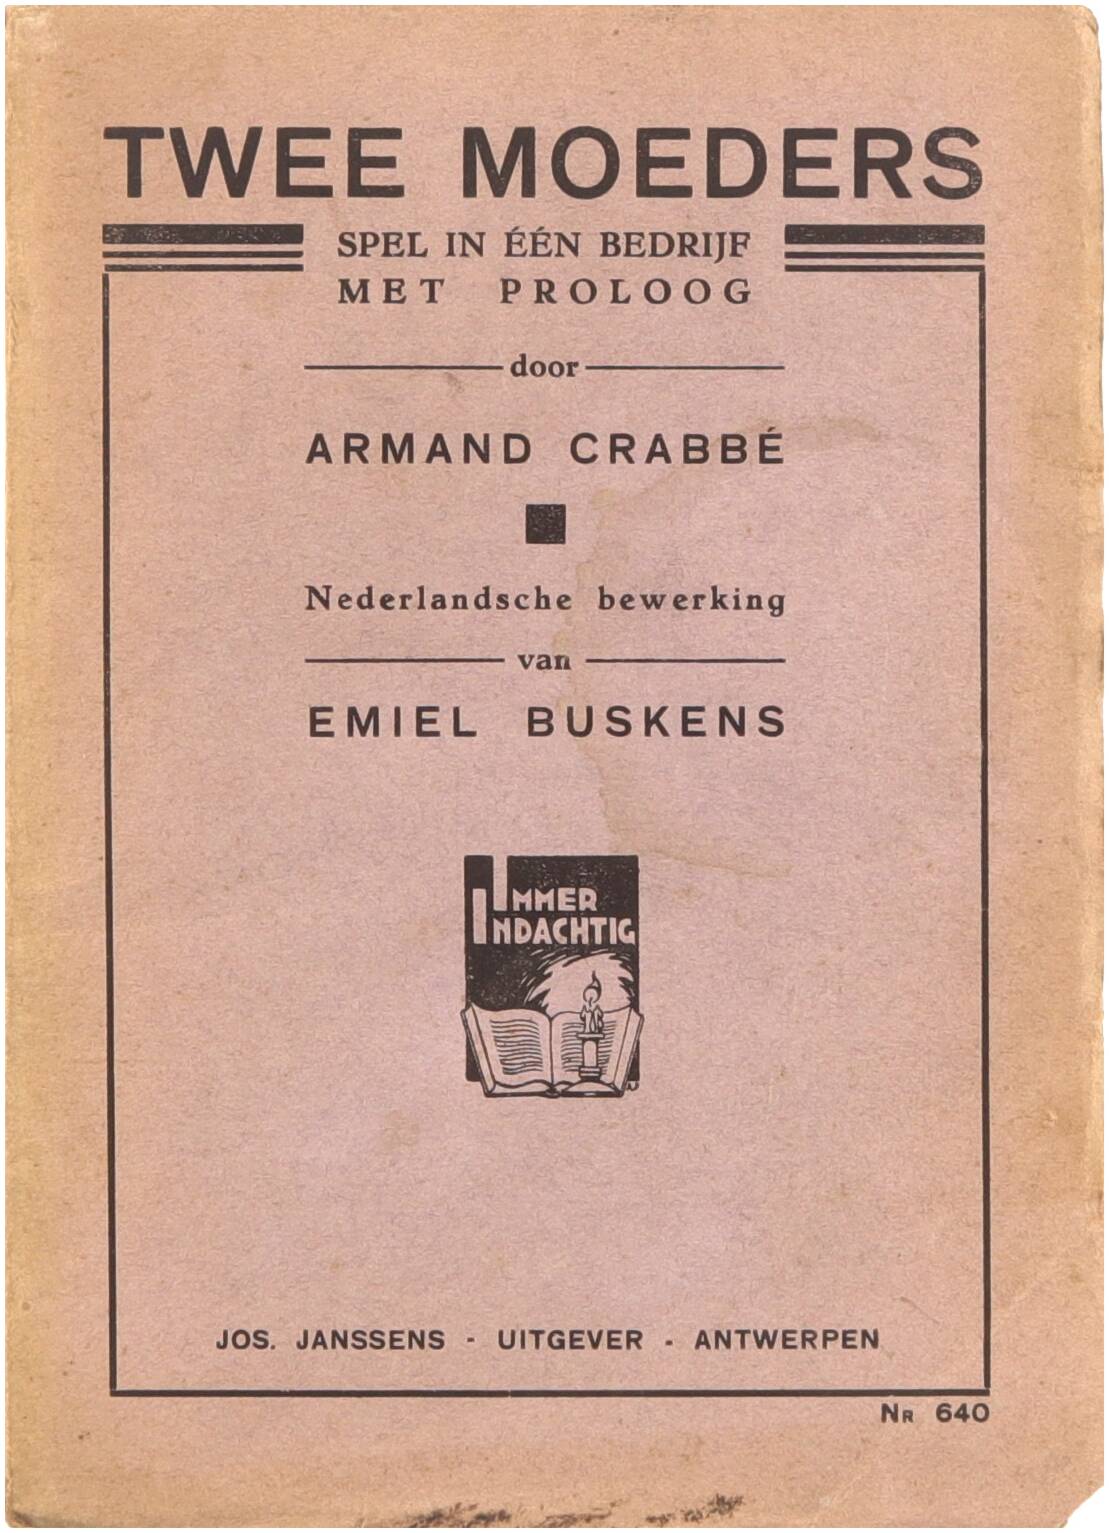 TWEE MOEDERS
SPEL IN ÉÉN BEDRIJF
MET PROLOOG
door
ARMAND CRABBÉ
Nederlandsche bewerking
van
EMIEL BUSKENS
IMMER
INDACHTIG
JOS. JANSSENS - UITGEVER - ANTWERPEN
NR 640